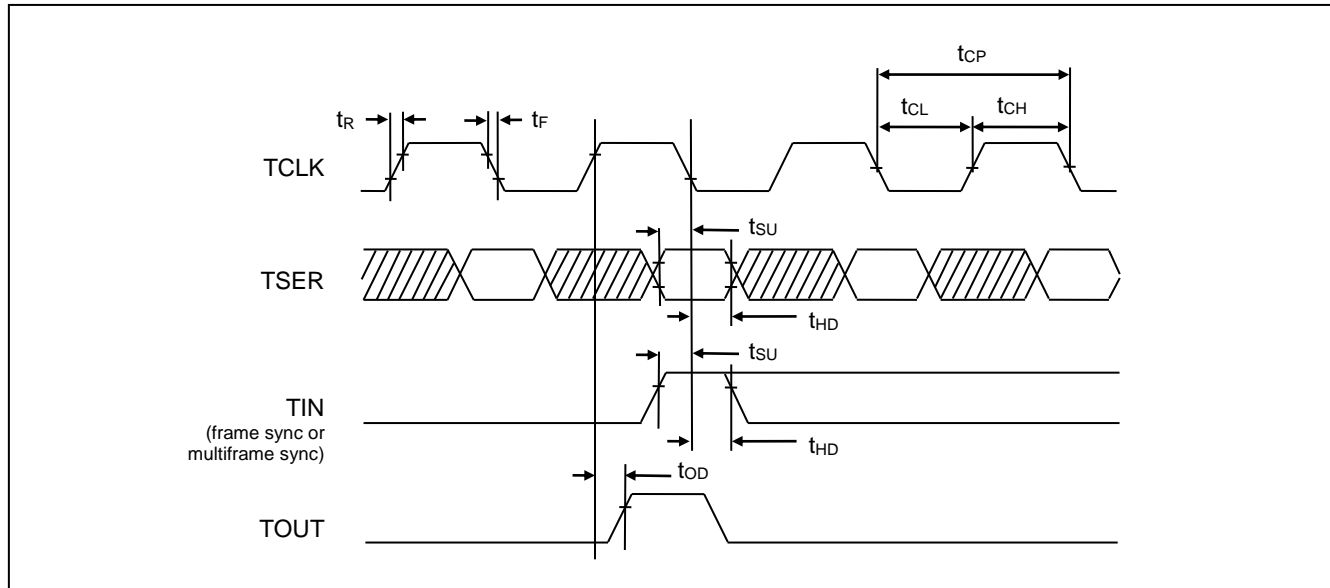 tCP
tR
tF
tCL
tCH
TCLK
tSU
TSER
tHD
tSU
TIN
(frame sync or
multiframe sync)
tHD
tOD
TOUT